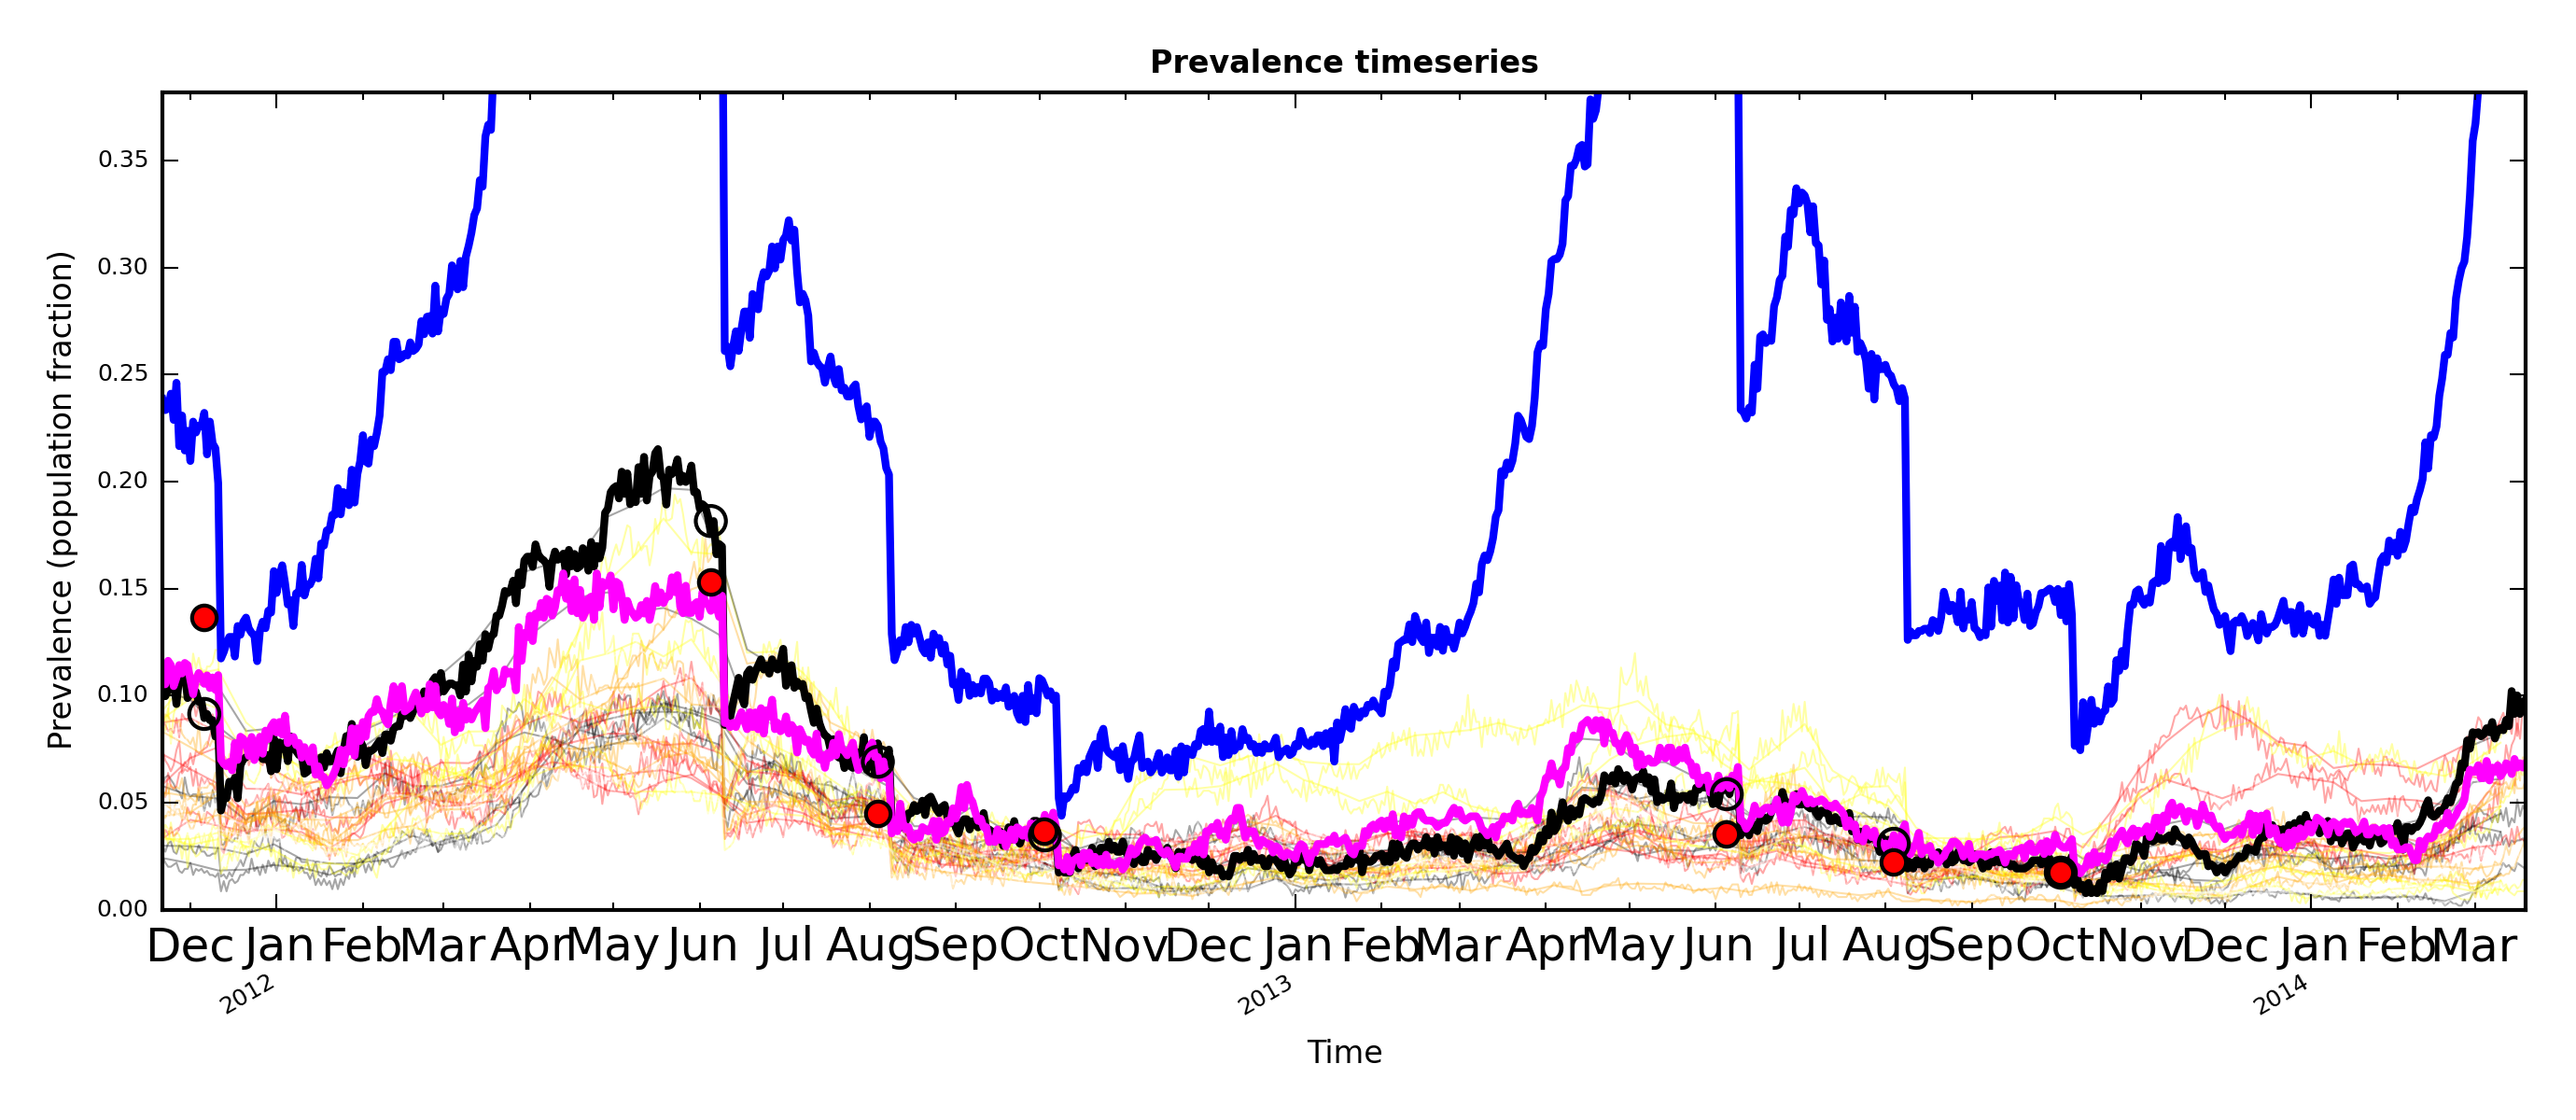 Prevalence timeseries
Prevalence (population fraction)
0.35
0.30
0.25
0.20
0.15
0.10
0.05
0.00
Dec Jan Feb Mar Apr May Jun Jul Aug Sep Oct Nov Dec Jan Feb Mar Apr May Jun Jul Aug Sep Oct Nov Dec Jan Feb Mar
2012 2013 2014
Time